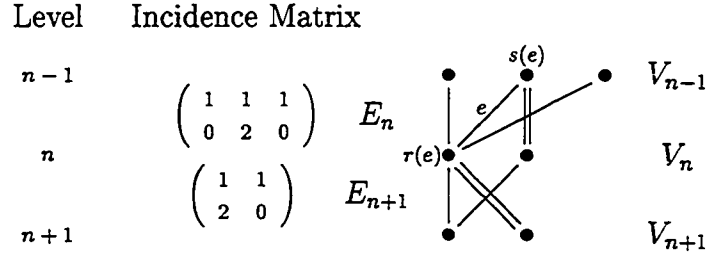 Level Incidence Matrix
s(e)
n − 1 V_{n−1}
1 1 1
0 2 0
E_n e
n r(e) V_n
1 1
2 0
E_{n+1}
n + 1 V_{n+1}